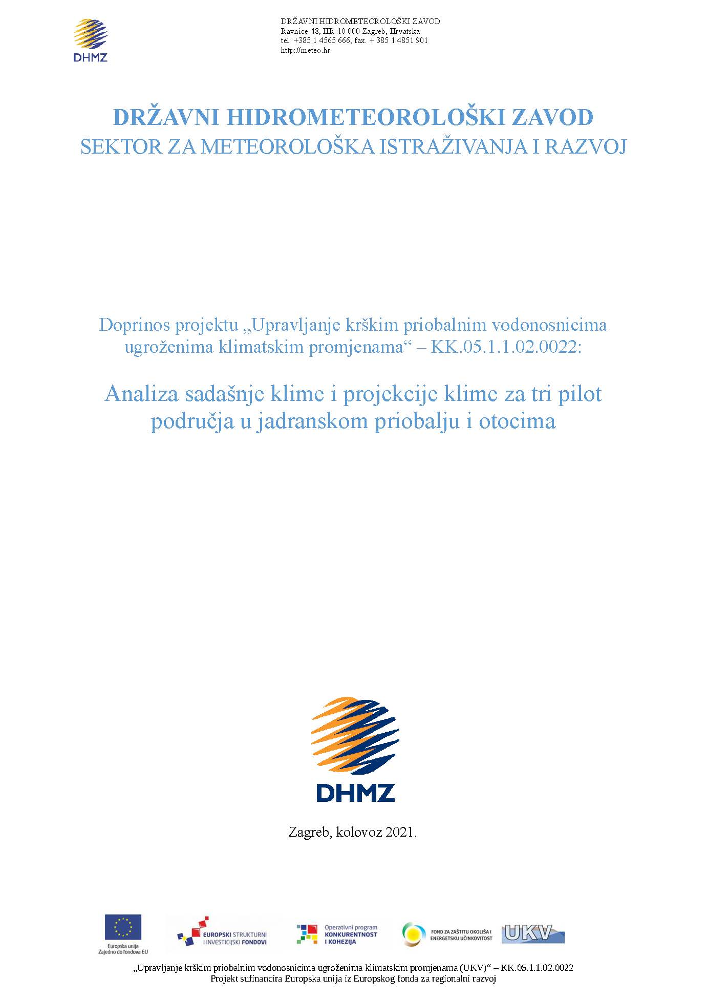 DHMZ
DRŽAVNI HIDROMETEOROLOŠKI ZAVOD
Ravnice 48, HR-10 000 Zagreb, Hrvatska
tel. +385 1 4565 666; fax. + 385 1 4851 901
http://meteo.hr
DRŽAVNI HIDROMETEOROLOŠKI ZAVOD
SEKTOR ZA METEOROLOŠKA ISTRAŽIVANJA I RAZVOJ
Doprinos projektu „Upravljanje krškim priobalnim vodonosnicima
ugroženima klimatskim promjenama“ – KK.05.1.1.02.0022:
Analiza sadašnje klime i projekcije klime za tri pilot
područja u jadranskom priobalju i otocima
DHMZ
Zagreb, kolovoz 2021.
Europska unija
Zajedno do fondova EU
EUROPSKI STRUKTURNI
I INVESTICIJSKI FONDOVI
Operativni program
KONKURENTNOST
I KOHEZIJA
FOND ZA ZAŠTITU OKOLIŠA I
ENERGETSKU UČINKOVITOST
UKV
„Upravljanje krškim priobalnim vodonosnicima ugroženima klimatskim promjenama (UKV)“ – KK.05.1.1.02.0022
Projekt sufinancira Europska unija iz Europskog fonda za regionalni razvoj